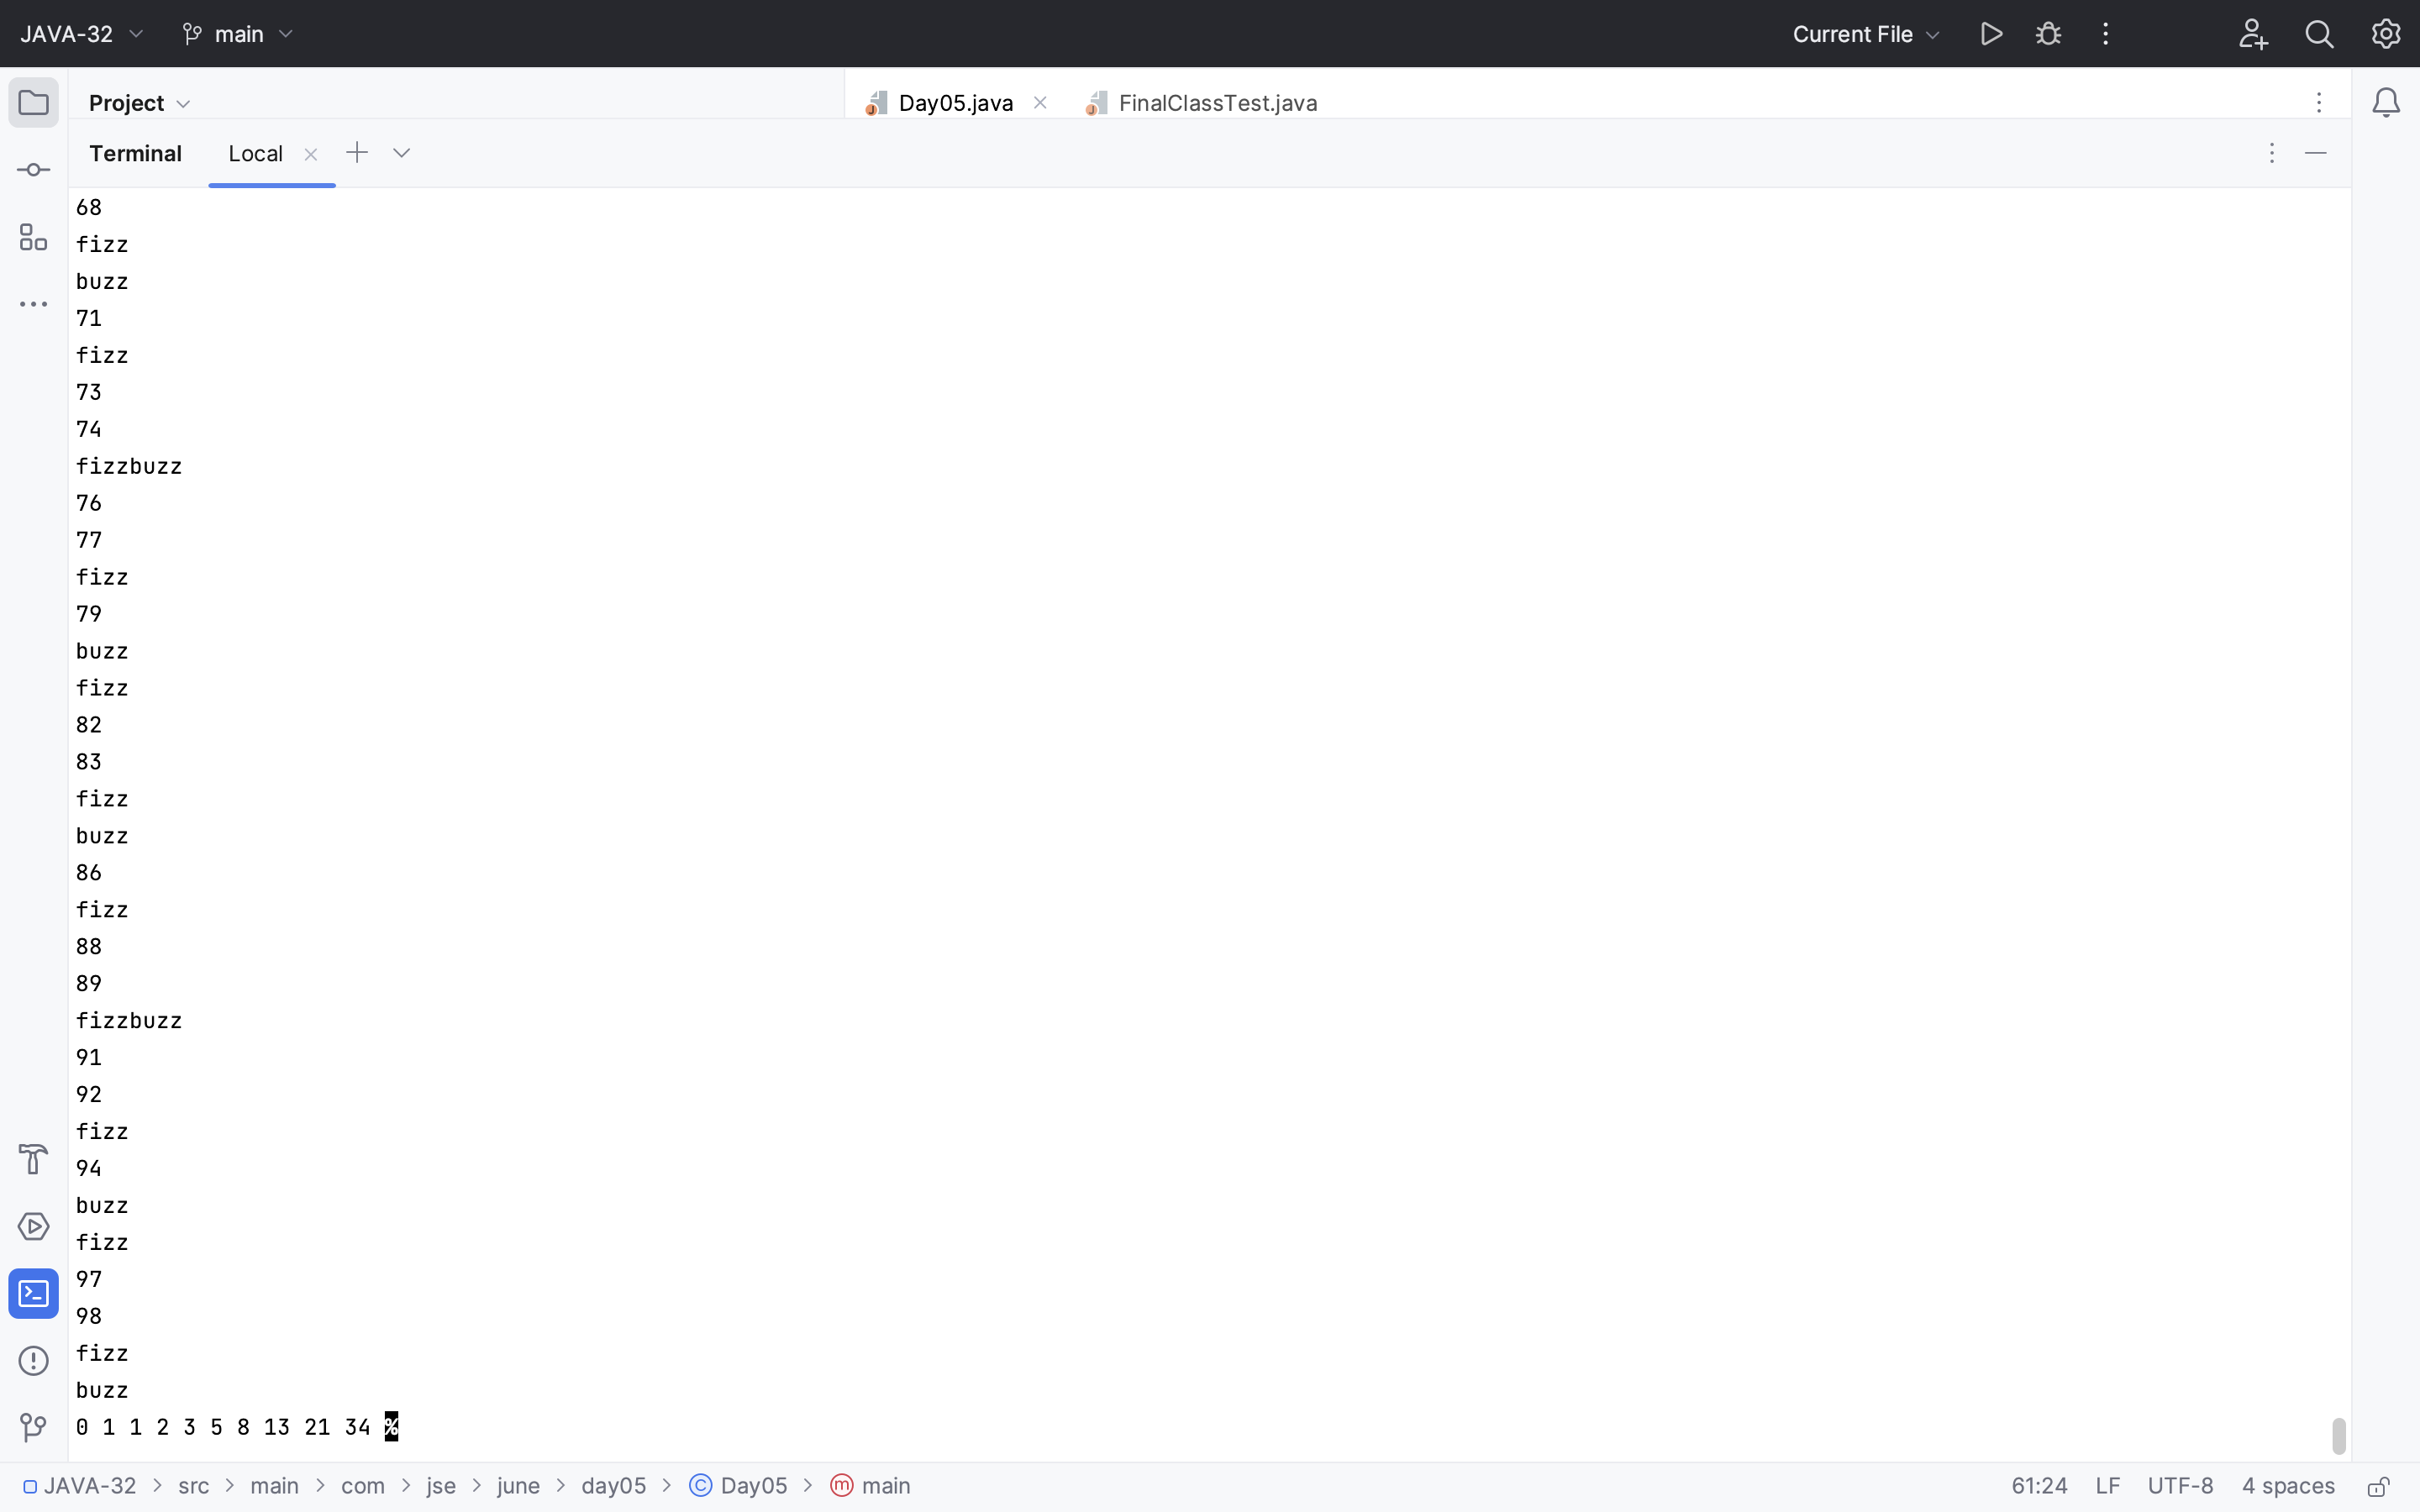 JAVA-32 main Current File
Project Day05.java FinalClassTest.java
Terminal Local
68
fizz
buzz
71
fizz
73
74
fizzbuzz
76
77
fizz
79
buzz
fizz
82
83
fizz
buzz
86
fizz
88
89
fizzbuzz
91
92
fizz
94
buzz
fizz
97
98
fizz
buzz
0 1 1 2 3 5 8 13 21 34 %
JAVA-32 > src > main > com > jse > june > day05 > Day05 > main 61:24 LF UTF-8 4 spaces